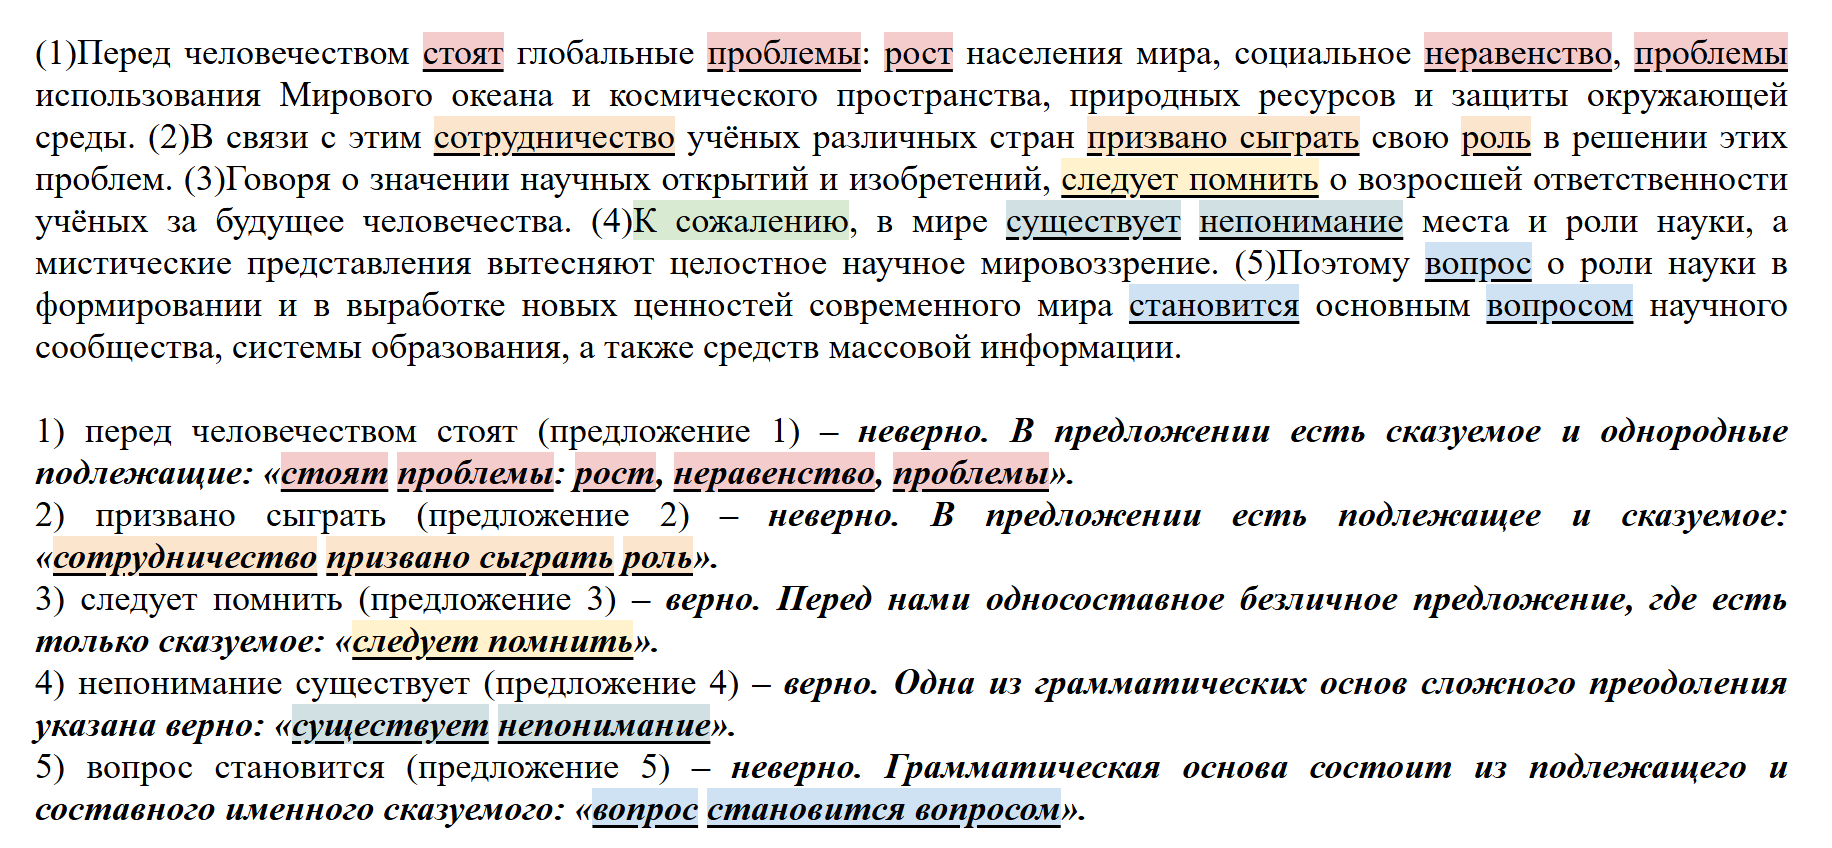 (1)Перед человечеством стоят глобальные проблемы: рост населения мира, социальное неравенство, проблемы
использования Мирового океана и космического пространства, природных ресурсов и защиты окружающей
среды. (2)В связи с этим сотрудничество учёных различных стран призвано сыграть свою роль в решении этих
проблем. (3)Говоря о значении научных открытий и изобретений, следует помнить о возросшей ответственности
учёных за будущее человечества. (4)К сожалению, в мире существует непонимание места и роли науки, а
мистические представления вытесняют целостное научное мировоззрение. (5)Поэтому вопрос о роли науки в
формировании и в выработке новых ценностей современного мира становится основным вопросом научного
сообщества, системы образования, а также средств массовой информации.
1) перед человечеством стоят (предложение 1) – неверно. В предложении есть сказуемое и однородные
подлежащие: «стоят проблемы: рост, неравенство, проблемы».
2) призвано сыграть (предложение 2) – неверно. В предложении есть подлежащее и сказуемое:
«сотрудничество призвано сыграть роль».
3) следует помнить (предложение 3) – верно. Перед нами односоставное безличное предложение, где есть
только сказуемое: «следует помнить».
4) непонимание существует (предложение 4) – верно. Одна из грамматических основ сложного преодоления
указана верно: «существует непонимание».
5) вопрос становится (предложение 5) – неверно. Грамматическая основа состоит из подлежащего и
составного именного сказуемого: «вопрос становится вопросом».